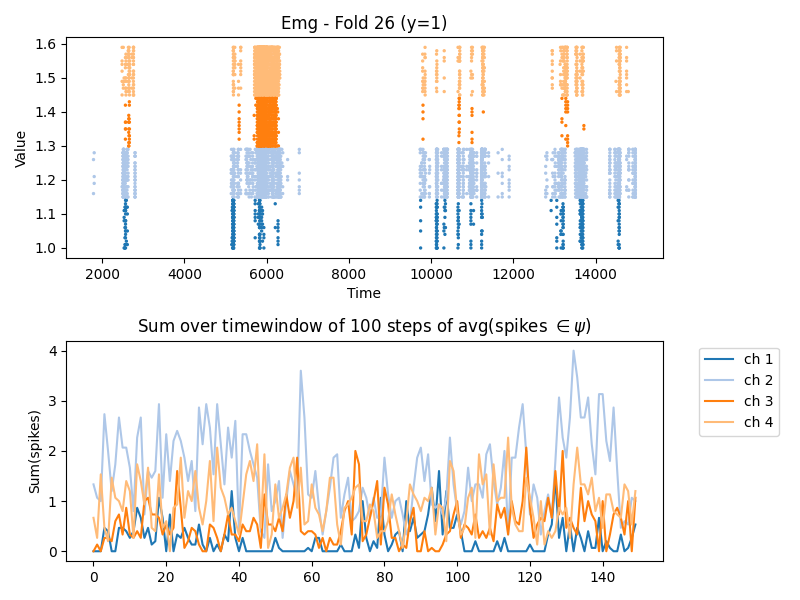 Emg - Fold 26 (y=1)
1.6
1.5
1.4
1.3
1.2
1.1
1.0
Value
2000 4000 6000 8000 10000 12000 14000
Time
Sum over timewindow of 100 steps of avg(spikes ∈ ψ)
4
3
2
1
0
Sum(spikes)
0 20 40 60 80 100 120 140
ch 1
ch 2
ch 3
ch 4